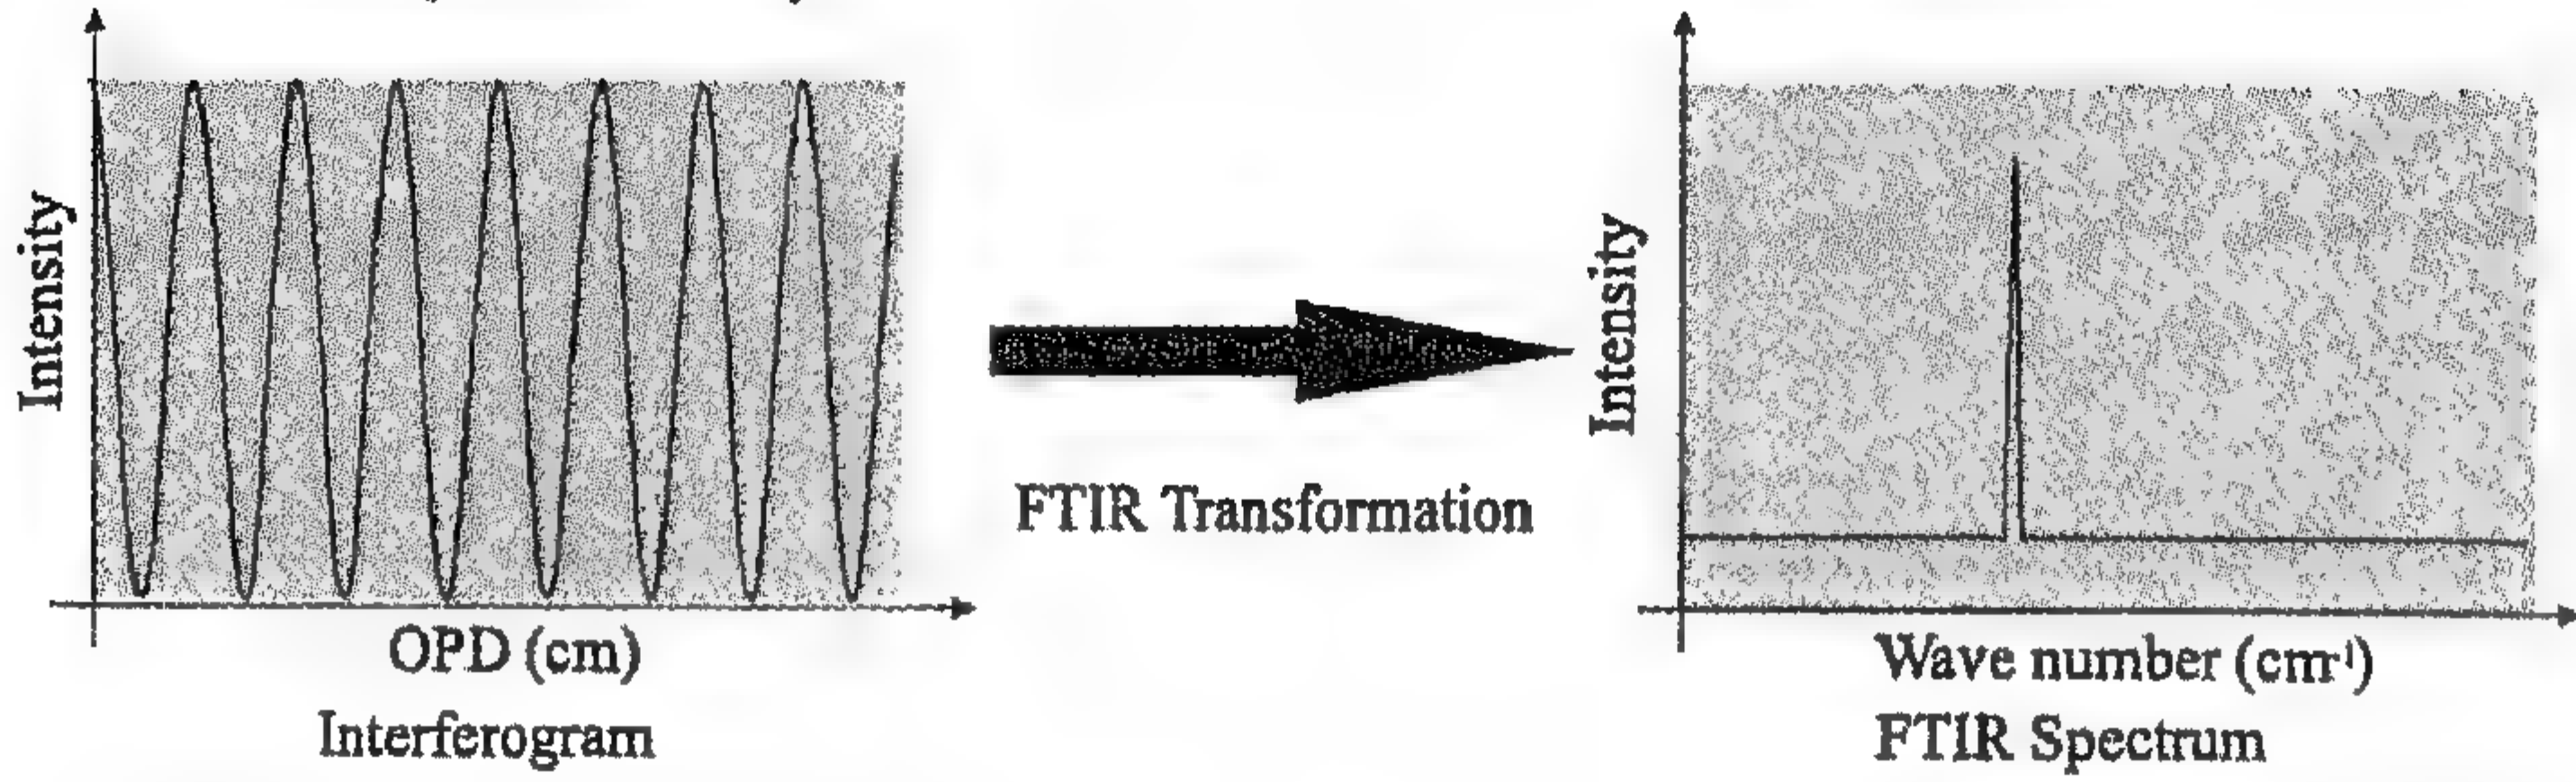 Intensity
OPD (cm)
Interferogram
FTIR Transformation
Intensity
Wave number (cm-¹)
FTIR Spectrum